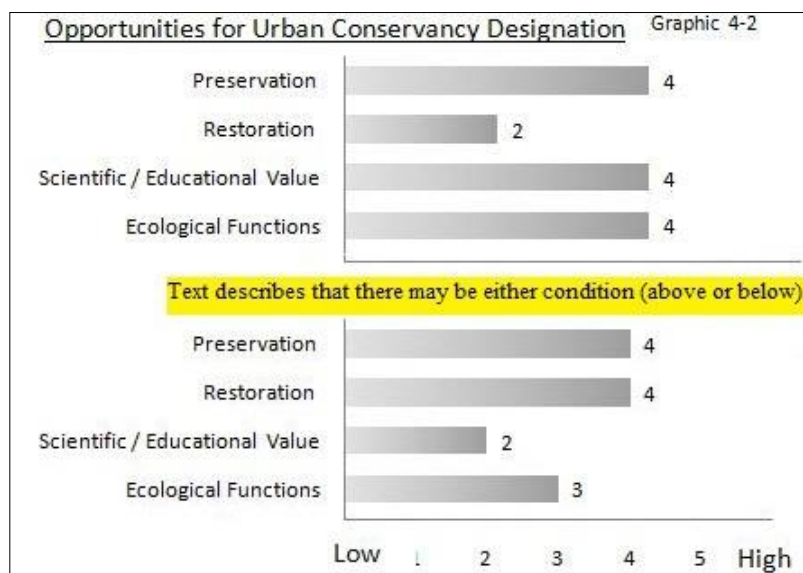 Opportunities for Urban Conservancy Designation Graphic 4-2
Preservation 4
Restoration 2
Scientific / Educational Value 4
Ecological Functions 4
Text describes that there may be either condition (above or below)
Preservation 4
Restoration 4
Scientific / Educational Value 2
Ecological Functions 3
Low 2 3 4 5 High